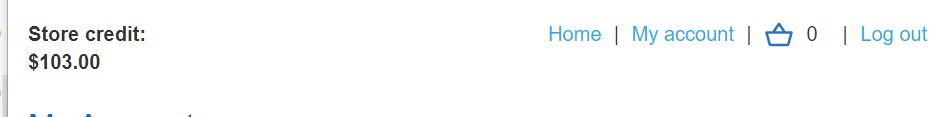 Store credit:
$103.00
Home | My account | 0 | Log out